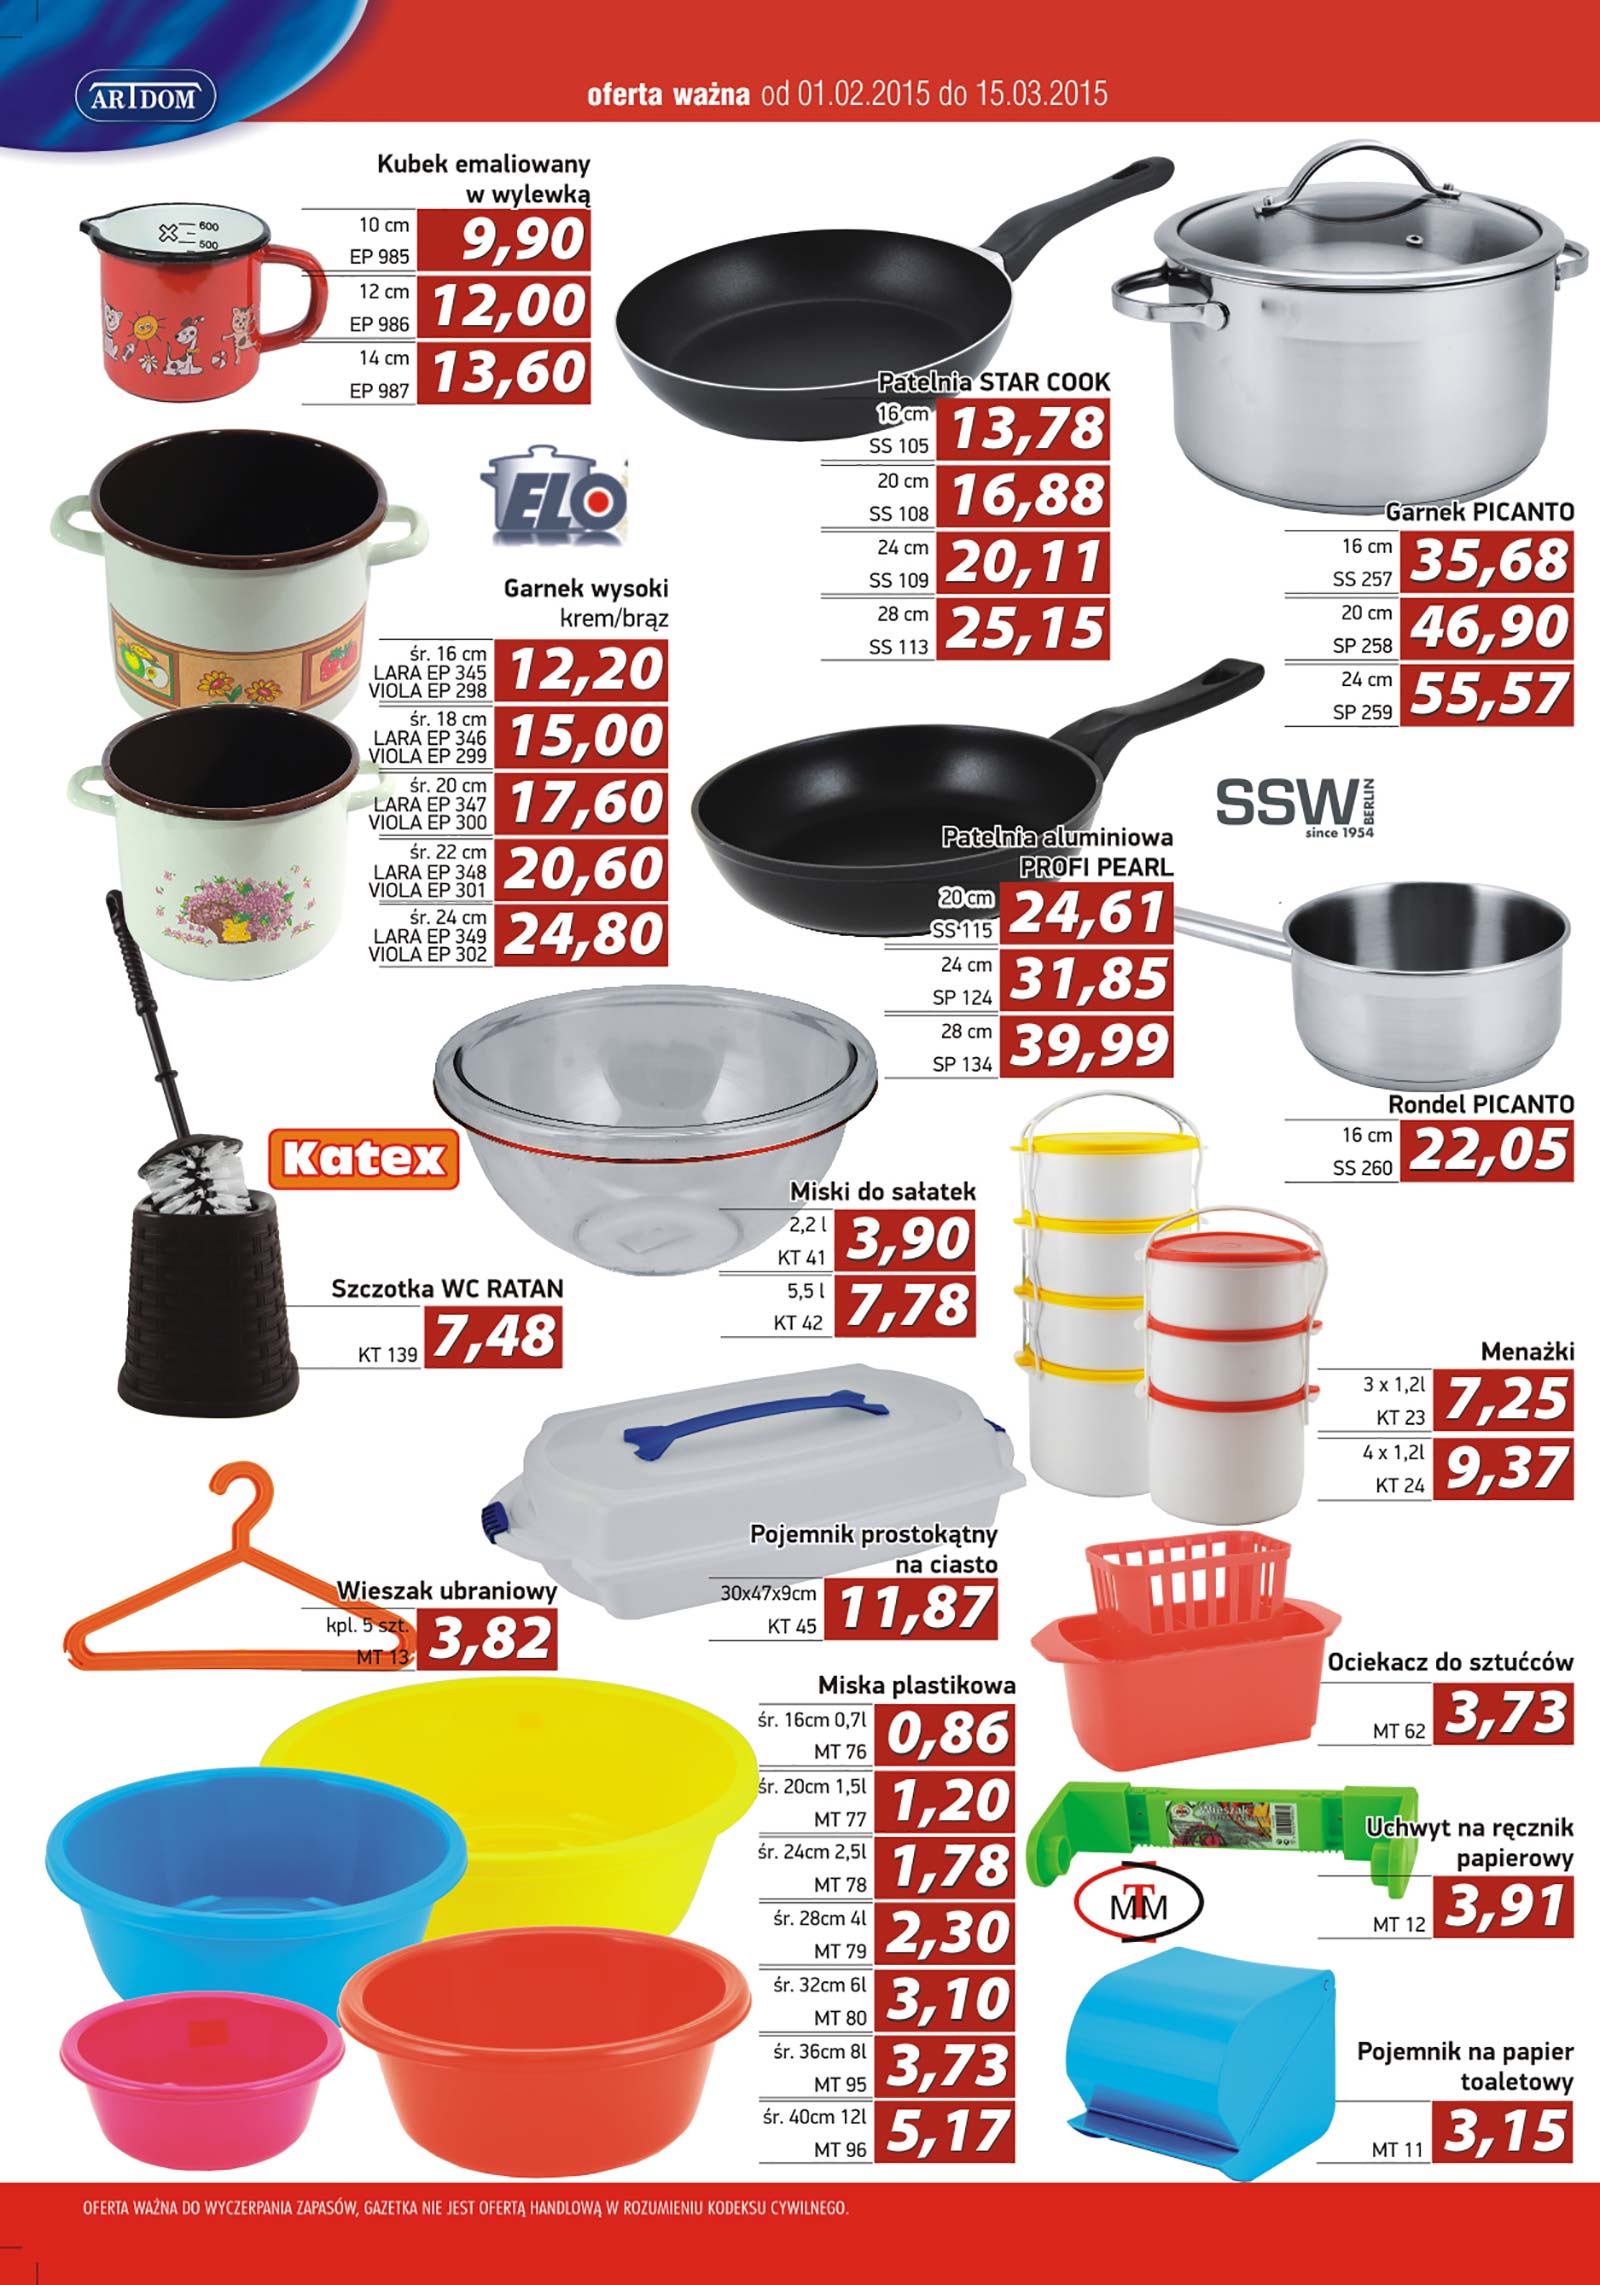 ARTDOM
oferta ważna od 01.02.2015 do 15.03.2015
Kubek emaliowany
w wylewką
10 cm
EP 985
9,90
12 cm
EP 986
12,00
14 cm
EP 987
13,60
600
500
Patelnia STAR COOK
16 cm
SS 105
13,78
20 cm
SS 108
16,88
24 cm
SS 109
20,11
28 cm
SS 113
25,15
Garnek PICANTO
16 cm
SS 257
35,68
20 cm
SP 258
46,90
24 cm
SP 259
55,57
ELO
Garnek wysoki
krem/brąz
śr. 16 cm
LARA EP 345
VIOLA EP 298
12,20
śr. 18 cm
LARA EP 346
VIOLA EP 299
15,00
śr. 20 cm
LARA EP 347
VIOLA EP 300
17,60
śr. 22 cm
LARA EP 348
VIOLA EP 301
20,60
śr. 24 cm
LARA EP 349
VIOLA EP 302
24,80
Patelnia aluminiowa
PROFI PEARL
20 cm
SS 115
24,61
24 cm
SP 124
31,85
28 cm
SP 134
39,99
SSW BERLIN
since 1954
Rondel PICANTO
16 cm
SS 260
22,05
Katex
Miski do sałatek
2,2 l
KT 41
3,90
5,5 l
KT 42
7,78
Szczotka WC RATAN
KT 139
7,48
Menażki
3 x 1,2l
KT 23
7,25
4 x 1,2l
KT 24
9,37
Pojemnik prostokątny
na ciasto
30x47x9cm
KT 45
11,87
Wieszak ubraniowy
kpl. 5 szt.
MT 13
3,82
Ociekacz do sztućców
MT 62
3,73
Miska plastikowa
śr. 16cm 0,7l
MT 76
0,86
śr. 20cm 1,5l
MT 77
1,20
śr. 24cm 2,5l
MT 78
1,78
śr. 28cm 4l
MT 79
2,30
śr. 32cm 6l
MT 80
3,10
śr. 36cm 8l
MT 95
3,73
śr. 40cm 12l
MT 96
5,17
Wieszak
Uchwyt na ręcznik
papierowy
MT 12
3,91
MTM
Pojemnik na papier
toaletowy
MT 11
3,15
OFERTA WAŻNA DO WYCZERPANIA ZAPASÓW, GAZETKA NIE JEST OFERTĄ HANDLOWĄ W ROZUMIENIU KODEKSU CYWILNEGO.